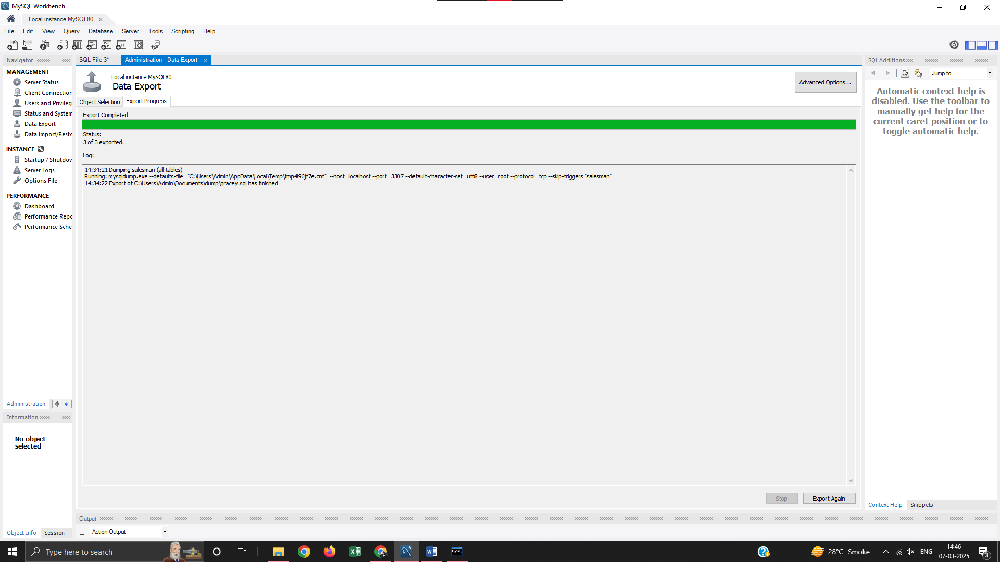 MySQL Workbench
Local instance MySQL80
File Edit View Query Database Server Tools Scripting Help
Navigator
MANAGEMENT
Server Status
Client Connection
Users and Privileg
Status and System
Data Export
Data Import/Resto
INSTANCE
Startup / Shutdow
Server Logs
Options File
PERFORMANCE
Dashboard
Performance Repo
Performance Sche
Administration
Information
No object
selected
Object Info Session
SQL File 3* Administration - Data Export
Local instance MySQL80
Data Export
Advanced Options...
Object Selection Export Progress
Export Completed
Status:
3 of 3 exported.
Log:
14:34:21 Dumping salesman (all tables)
Running: mysqldump.exe --defaults-file="C:\Users\Admin\AppData\Local\Temp\tmp4i96jf7e.cnf" --host=localhost --port=3307 --default-character-set=utf8 --user=root --protocol=tcp --skip-triggers "salesman"
14:34:22 Export of C:\Users\Admin\Documents\dump\gracey.sql has finished
Stop Export Again
Output
Action Output
SQLAdditions
Jump to
Automatic context help is
disabled. Use the toolbar to
manually get help for the
current caret position or to
toggle automatic help.
Context Help Snippets
Type here to search
28°C Smoke
ENG
14:46
07-03-2025
3